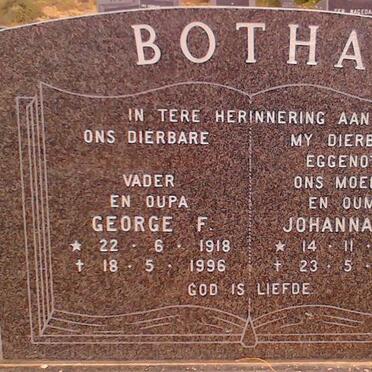 BOTHA
IN TERE HERINNERING AAN
ONS DIERBARE
VADER
EN OUPA
GEORGE F.
★ 22 · 6 · 1918
✝ 18 · 5 · 1996
MY DIERB
EGGENO
ONS MOE
EN OUM
JOHANNA
★ 14 · 11 ·
✝ 23 · 5 ·
GOD IS LIEFDE